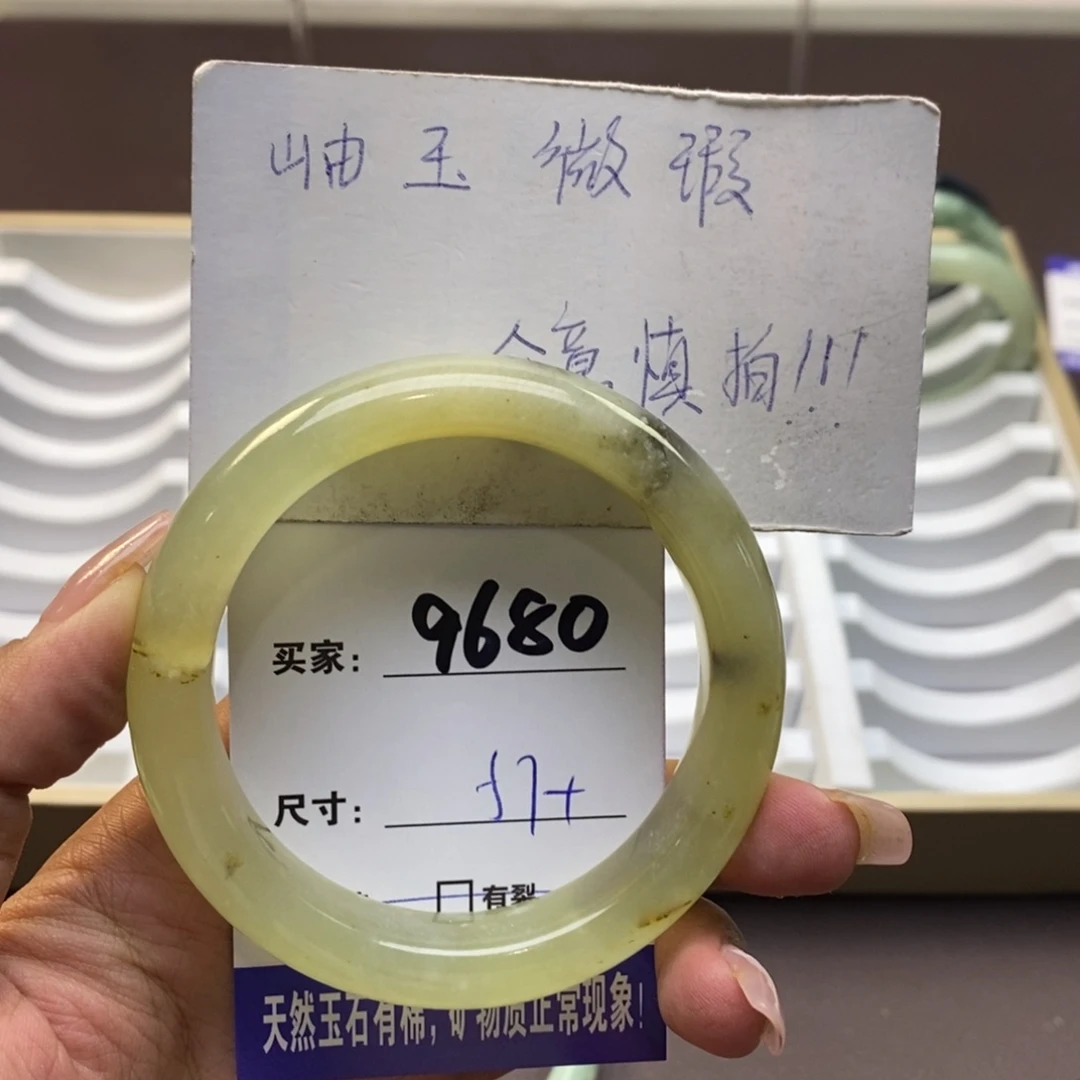 岫玉 微瑕
介意慎拍!!!
买家: 9680
尺寸: 57+
有裂
天然玉石有棉,矿物质正常现象!